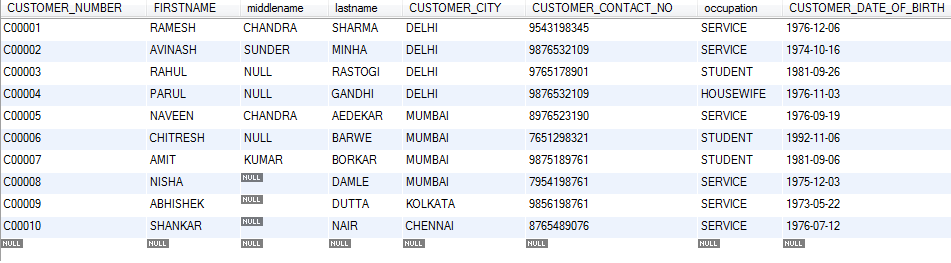 CUSTOMER_NUMBER FIRSTNAME middlename lastname CUSTOMER_CITY CUSTOMER_CONTACT_NO occupation CUSTOMER_DATE_OF_BIRTH
C00001 RAMESH CHANDRA SHARMA DELHI 9543198345 SERVICE 1976-12-06
C00002 AVINASH SUNDER MINHA DELHI 9876532109 SERVICE 1974-10-16
C00003 RAHUL NULL RASTOGI DELHI 9765178901 STUDENT 1981-09-26
C00004 PARUL NULL GANDHI DELHI 9876532109 HOUSEWIFE 1976-11-03
C00005 NAVEEN CHANDRA AEDEKAR MUMBAI 8976523190 SERVICE 1976-09-19
C00006 CHITRESH NULL BARWE MUMBAI 7651298321 STUDENT 1992-11-06
C00007 AMIT KUMAR BORKAR MUMBAI 9875189761 STUDENT 1981-09-06
C00008 NISHA NULL DAMLE MUMBAI 7954198761 SERVICE 1975-12-03
C00009 ABHISHEK NULL DUTTA KOLKATA 9856198761 SERVICE 1973-05-22
C00010 SHANKAR NULL NAIR CHENNAI 8765489076 SERVICE 1976-07-12
NULL NULL NULL NULL NULL NULL NULL NULL